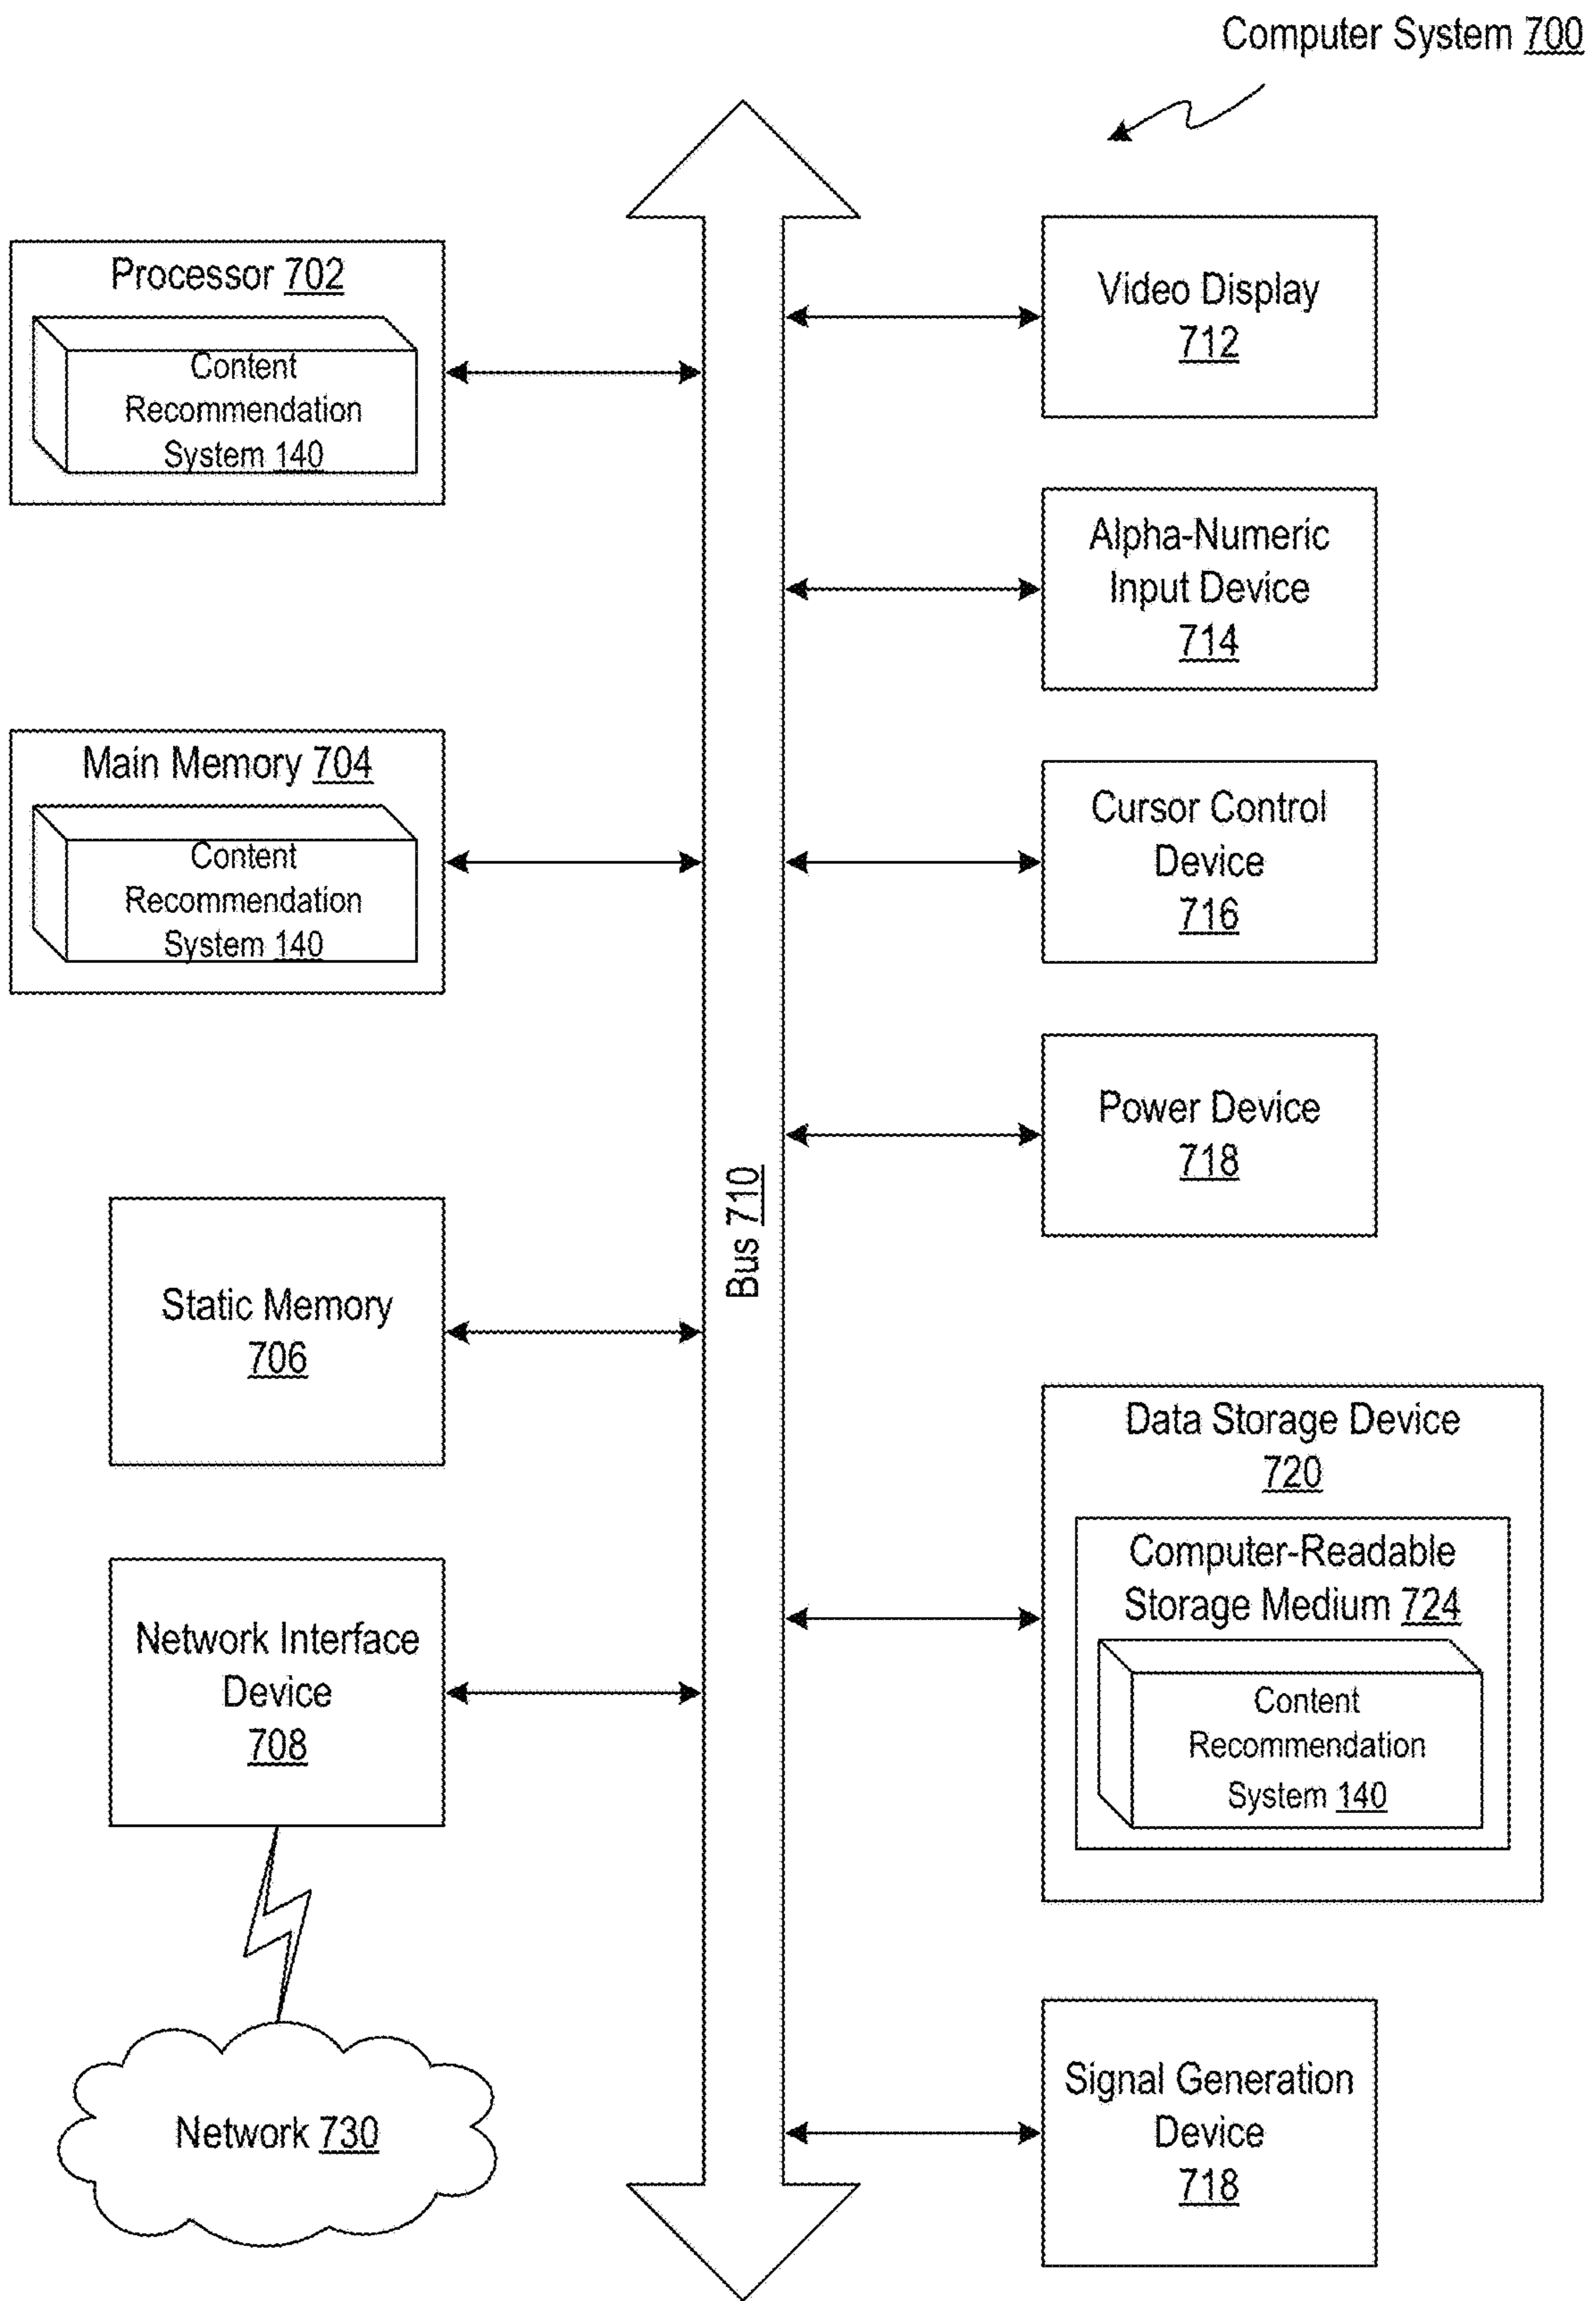 Computer System 700
Processor 702
Content
Recommendation
System 140
Main Memory 704
Content
Recommendation
System 140
Static Memory
706
Network Interface
Device
708
Network 730
Bus 710
Video Display
712
Alpha-Numeric
Input Device
714
Cursor Control
Device
716
Power Device
718
Data Storage Device
720
Computer-Readable
Storage Medium 724
Content
Recommendation
System 140
Signal Generation
Device
718